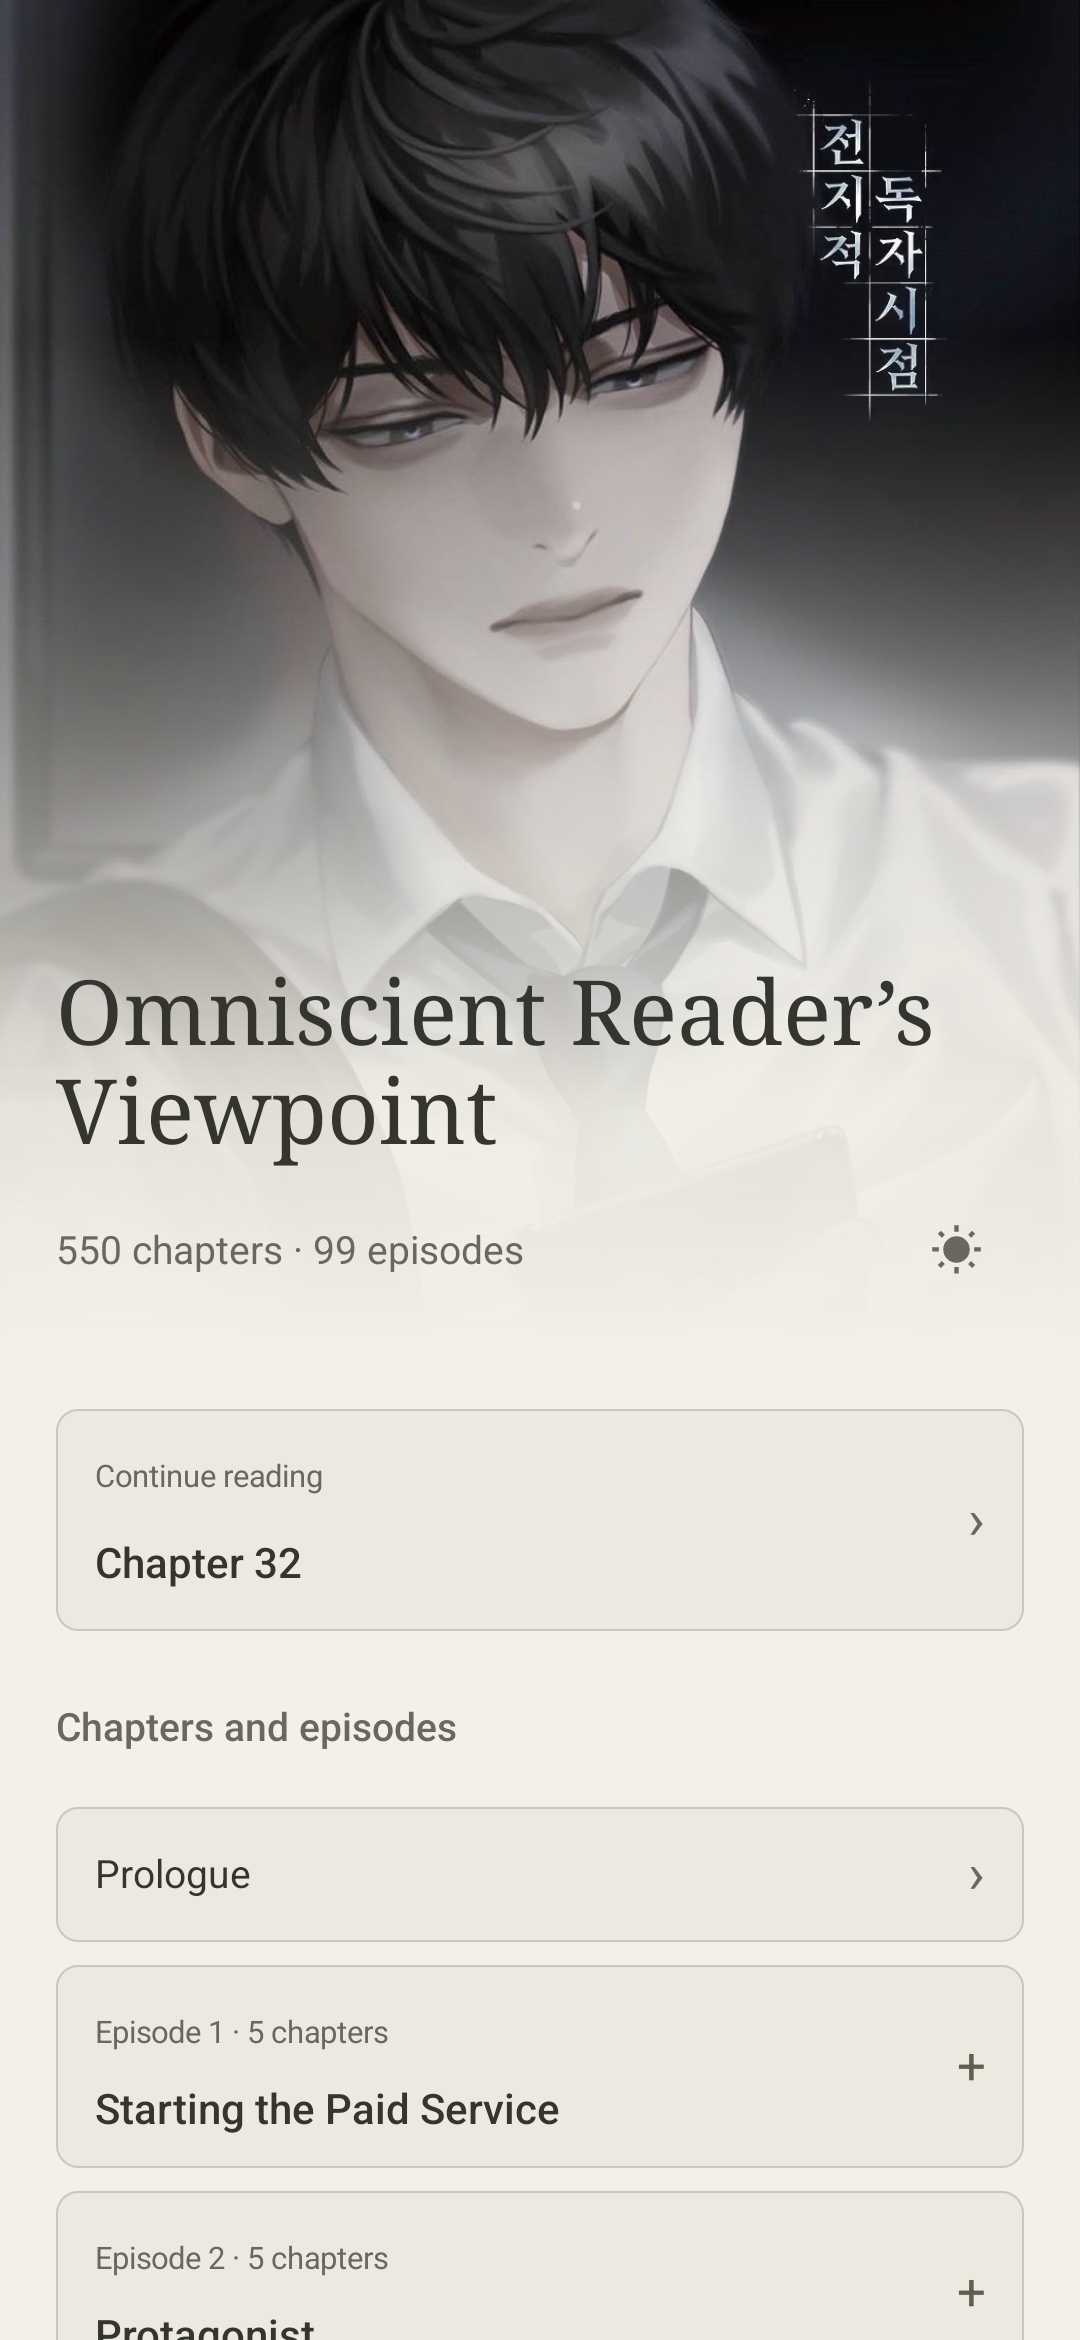 전지적
독자시점
Omniscient Reader’s
Viewpoint
550 chapters · 99 episodes
Continue reading
Chapter 32
Chapters and episodes
Prologue
Episode 1 · 5 chapters
Starting the Paid Service
Episode 2 · 5 chapters
Protagonist